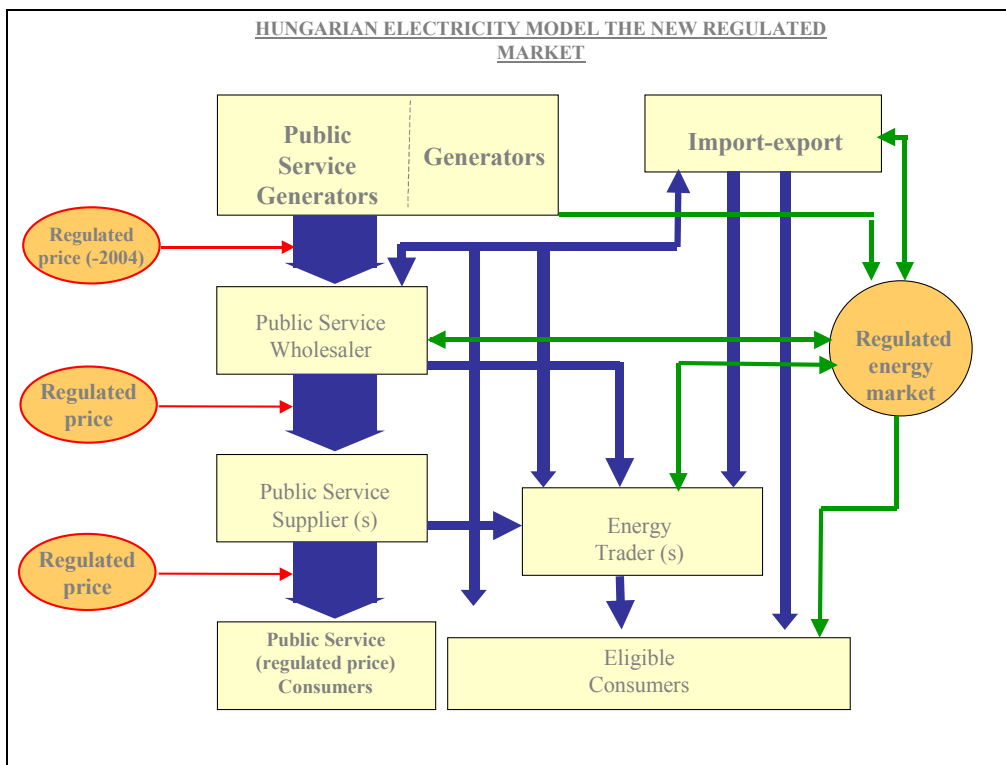 HUNGARIAN ELECTRICITY MODEL THE NEW REGULATED
MARKET
Public
Service
Generators
Generators
Import-export
Regulated
price (-2004)
Public Service
Wholesaler
Regulated
energy
market
Regulated
price
Public Service
Supplier (s)
Energy
Trader (s)
Regulated
price
Public Service
(regulated price)
Consumers
Eligible
Consumers